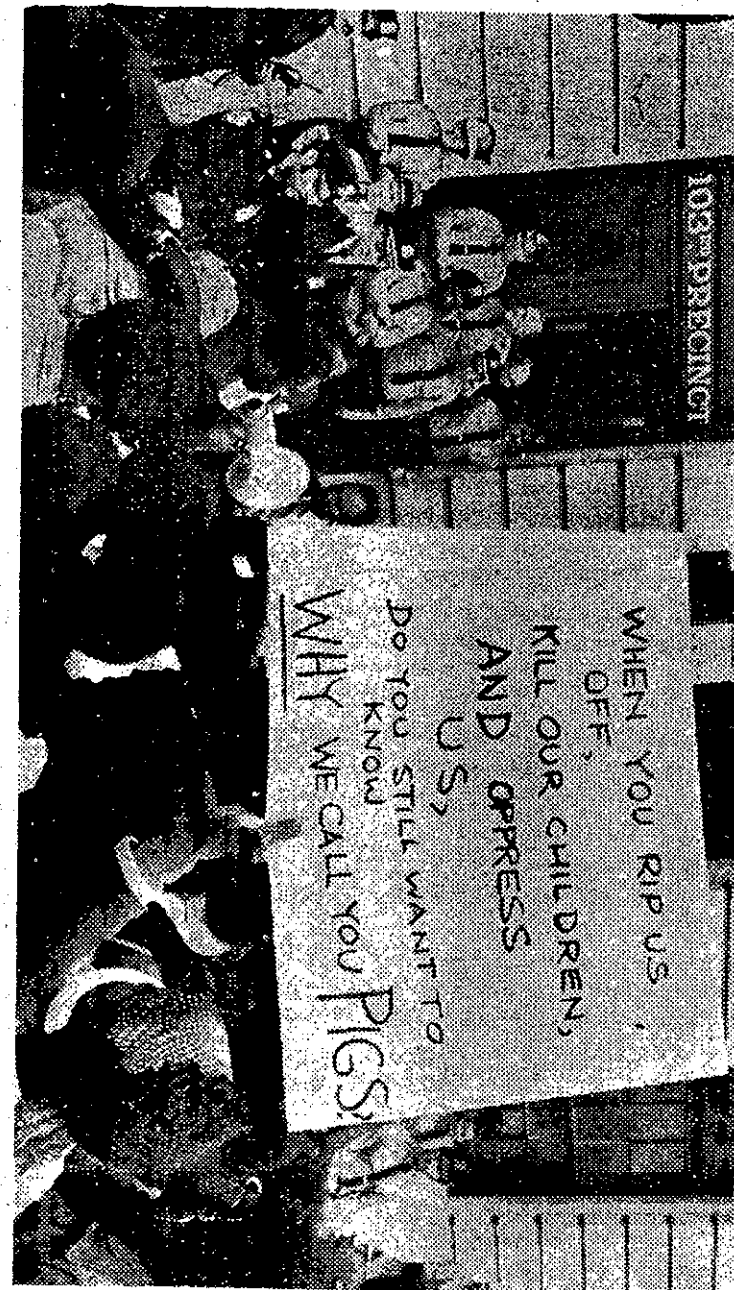 103RD PRECINCT
WHEN YOU RIP US
OFF,
KILL OUR CHILDREN,
AND OPPRESS
US,
DO YOU STILL WANT TO
KNOW
WHY WE CALL YOU PIGS?